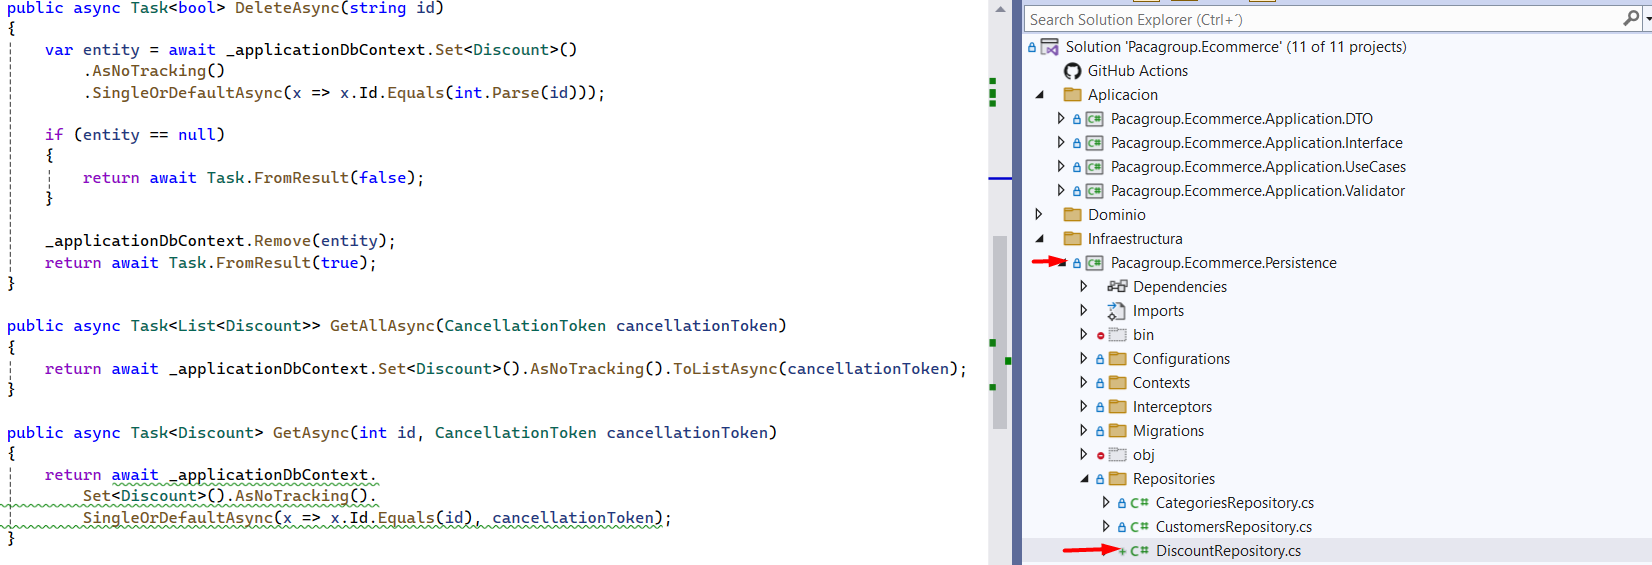 public async Task<bool> DeleteAsync(string id)
{
var entity = await _applicationDbContext.Set<Discount>()
.AsNoTracking()
.SingleOrDefaultAsync(x => x.Id.Equals(int.Parse(id)));
if (entity == null)
{
return await Task.FromResult(false);
}
_applicationDbContext.Remove(entity);
return await Task.FromResult(true);
}
public async Task<List<Discount>> GetAllAsync(CancellationToken cancellationToken)
{
return await _applicationDbContext.Set<Discount>().AsNoTracking().ToListAsync(cancellationToken);
}
public async Task<Discount> GetAsync(int id, CancellationToken cancellationToken)
{
return await _applicationDbContext.
Set<Discount>().AsNoTracking().
SingleOrDefaultAsync(x => x.Id.Equals(id), cancellationToken);
}
Search Solution Explorer (Ctrl+´)
Solution 'Pacagroup.Ecommerce' (11 of 11 projects)
GitHub Actions
Aplicacion
C# Pacagroup.Ecommerce.Application.DTO
C# Pacagroup.Ecommerce.Application.Interface
C# Pacagroup.Ecommerce.Application.UseCases
C# Pacagroup.Ecommerce.Application.Validator
Dominio
Infraestructura
C# Pacagroup.Ecommerce.Persistence
Dependencies
Imports
bin
Configurations
Contexts
Interceptors
Migrations
obj
Repositories
C# CategoriesRepository.cs
C# CustomersRepository.cs
+ C# DiscountRepository.cs